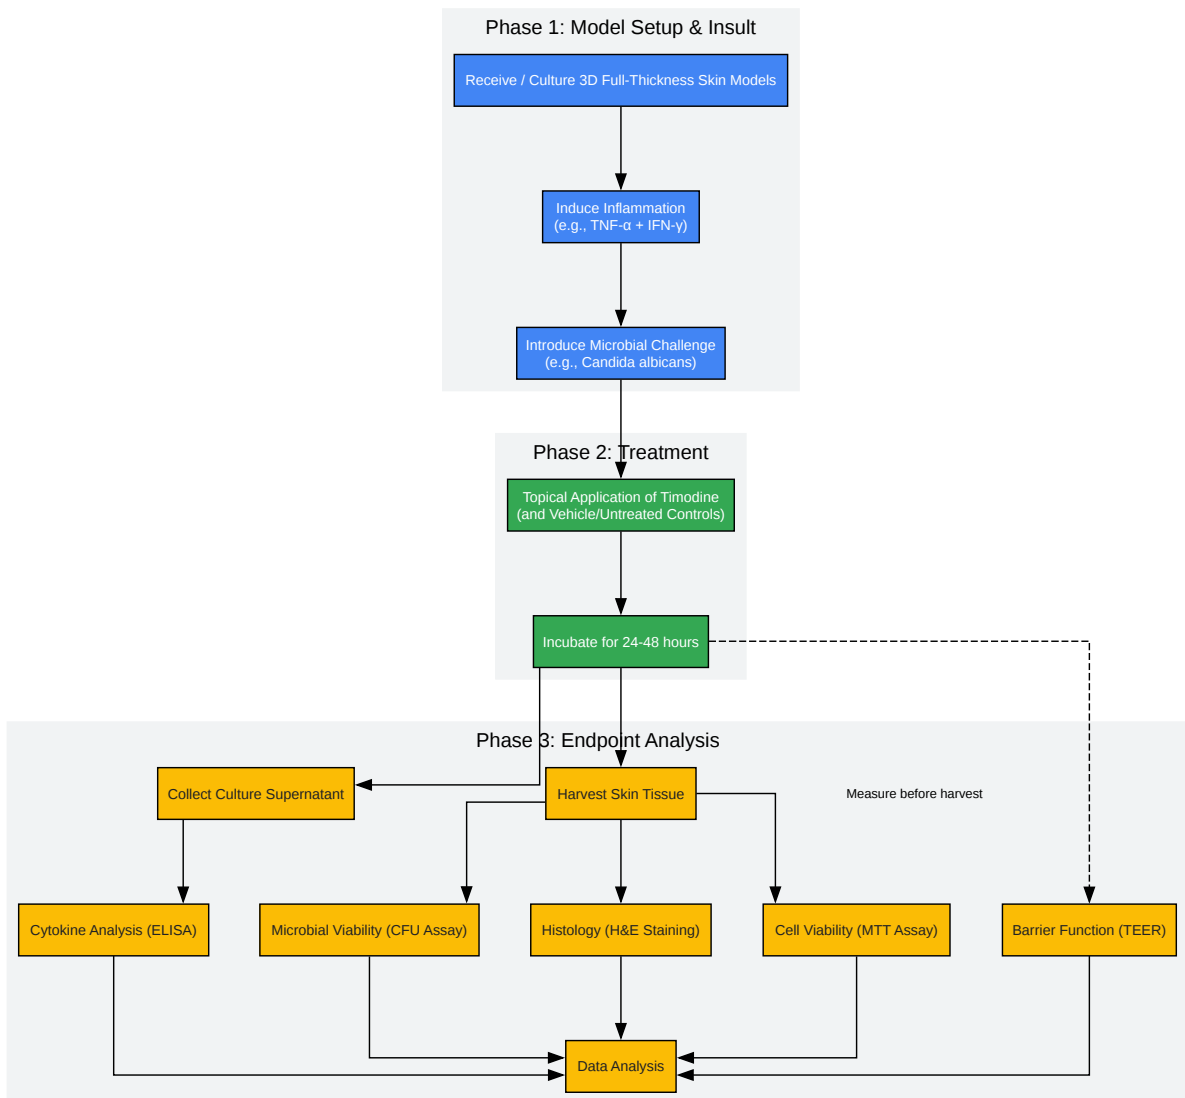 Phase 1: Model Setup & Insult
Receive / Culture 3D Full-Thickness Skin Models
Induce Inflammation
(e.g., TNF-α + IFN-γ)
Introduce Microbial Challenge
(e.g., Candida albicans)
Phase 2: Treatment
Topical Application of Timodine
(and Vehicle/Untreated Controls)
Incubate for 24-48 hours
Phase 3: Endpoint Analysis
Collect Culture Supernatant
Harvest Skin Tissue
Measure before harvest
Cytokine Analysis (ELISA)
Microbial Viability (CFU Assay)
Histology (H&E Staining)
Cell Viability (MTT Assay)
Barrier Function (TEER)
Data Analysis